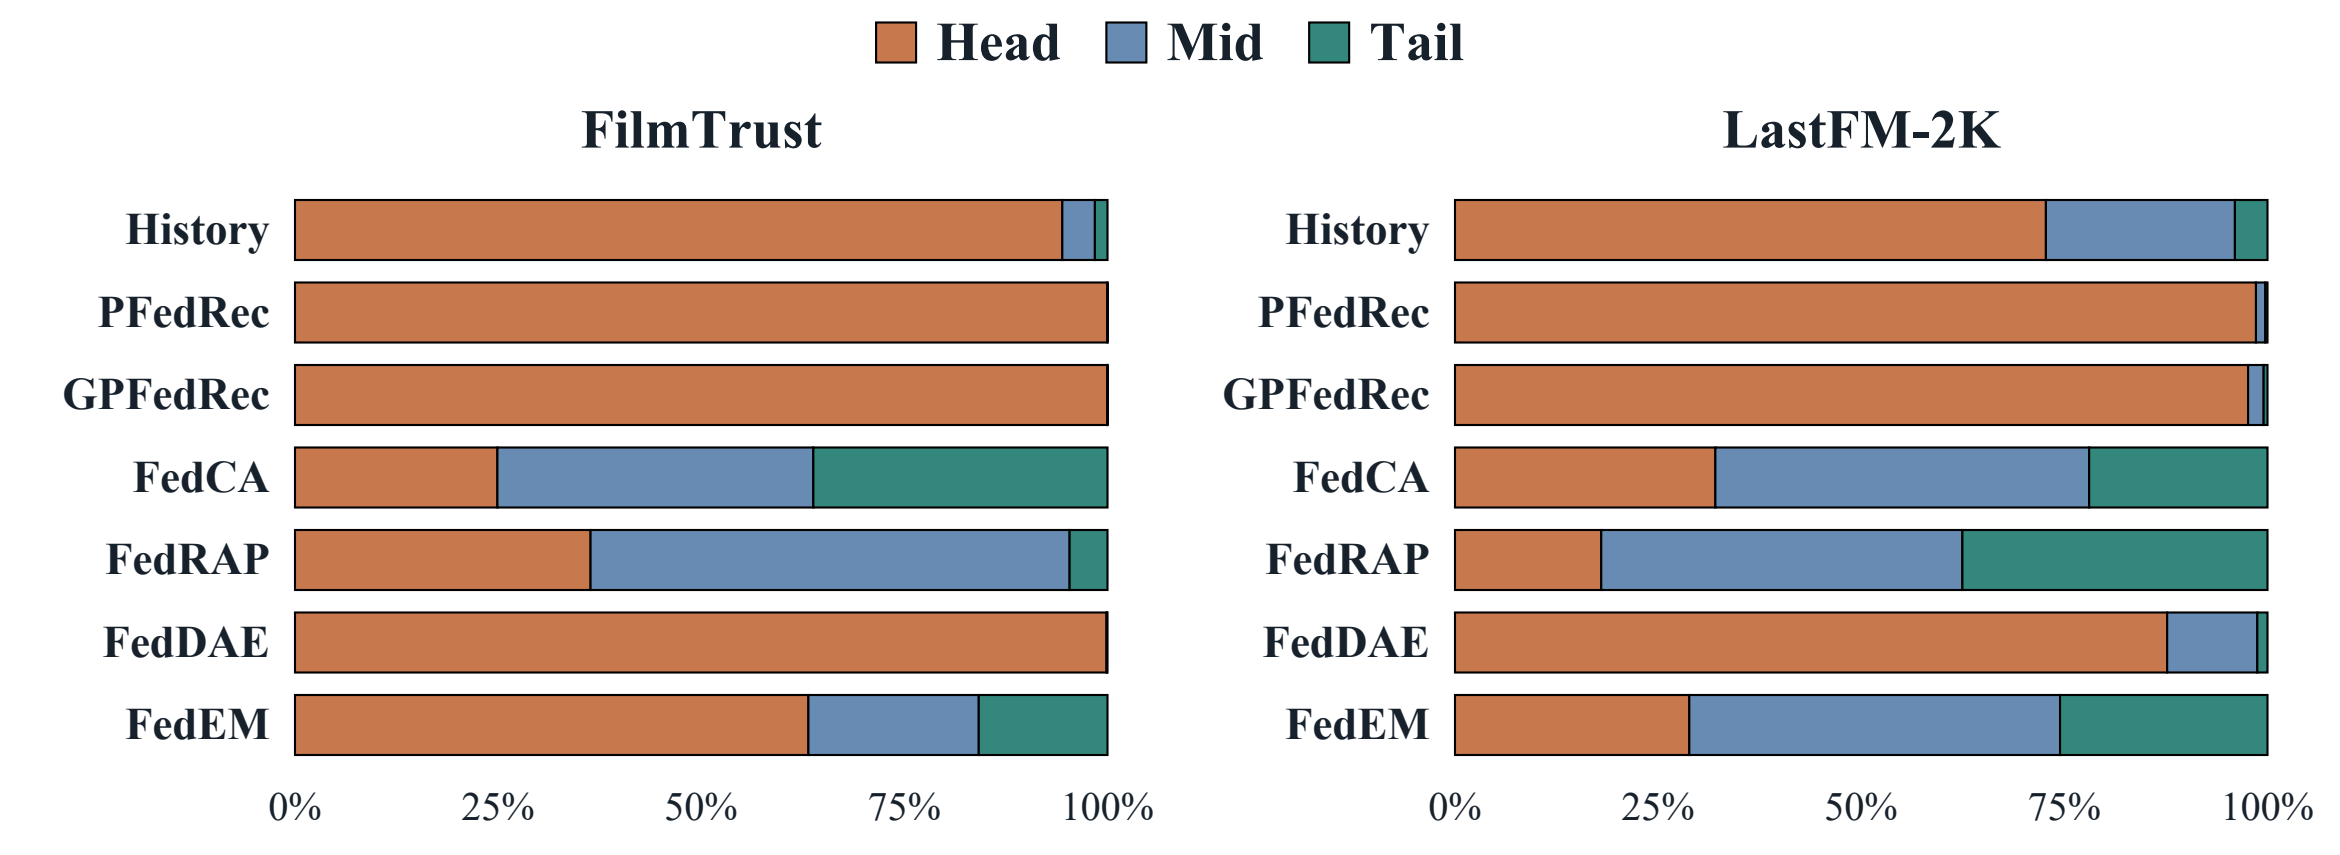 Head Mid Tail
FilmTrust
History
PFedRec
GPFedRec
FedCA
FedRAP
FedDAE
FedEM
0% 25% 50% 75% 100%
LastFM-2K
History
PFedRec
GPFedRec
FedCA
FedRAP
FedDAE
FedEM
0% 25% 50% 75% 100%